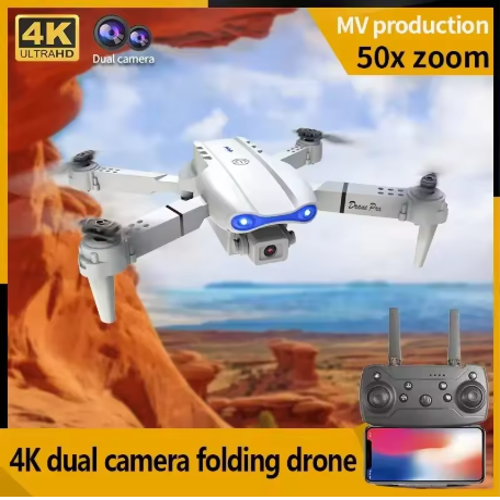 4K
ULTRAHD
Dual camera
MV production
50x zoom
Drone Pro
4K dual camera folding drone